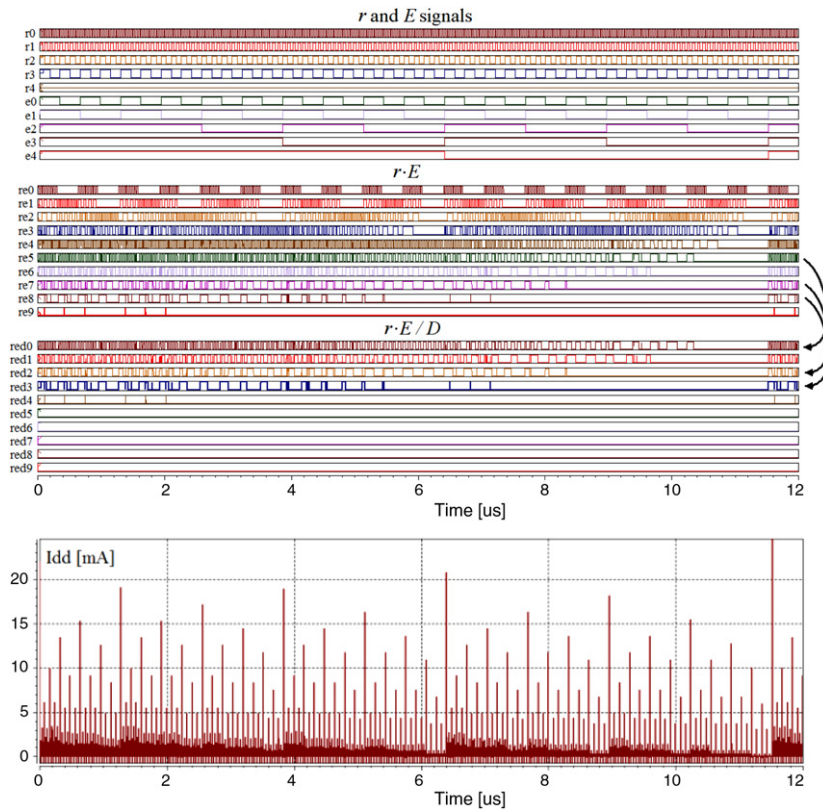 r and E signals
r0
r1
r2
r3
r4
e0
e1
e2
e3
e4
r·E
re0
re1
re2
re3
re4
re5
re6
re7
re8
re9
r·E / D
red0
red1
red2
red3
red4
red5
red6
red7
red8
red9
0 2 4 6 8 10 12
Time [us]
Idd [mA]
20
15
10
5
0
0 2 4 6 8 10 12
Time [us]